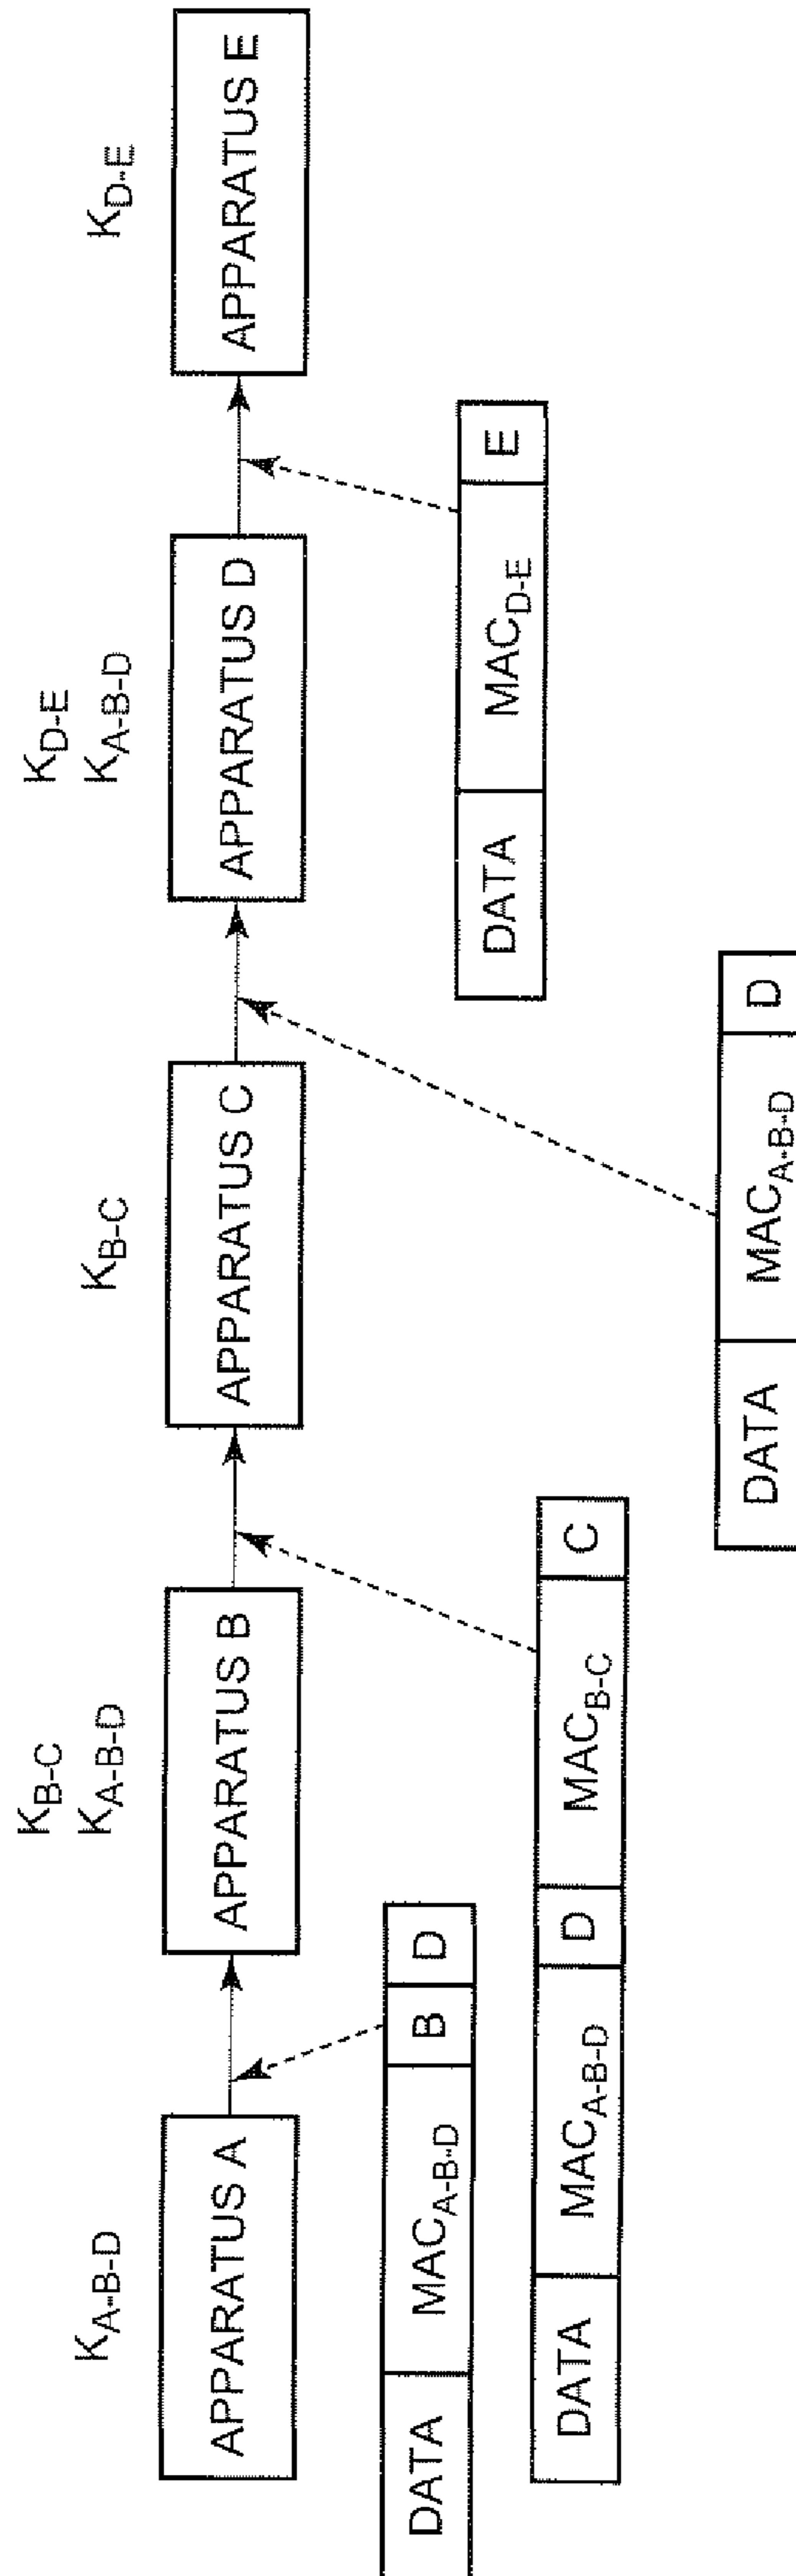 K_A-B-D
K_B-C
K_A-B-D
K_B-C
K_D-E
K_A-B-D
K_D-E
APPARATUS A
APPARATUS B
APPARATUS C
APPARATUS D
APPARATUS E
DATA MAC_A-B-D B D
DATA MAC_D-E E
DATA MAC_A-B-D D MAC_B-C C
DATA MAC_A-B-D D